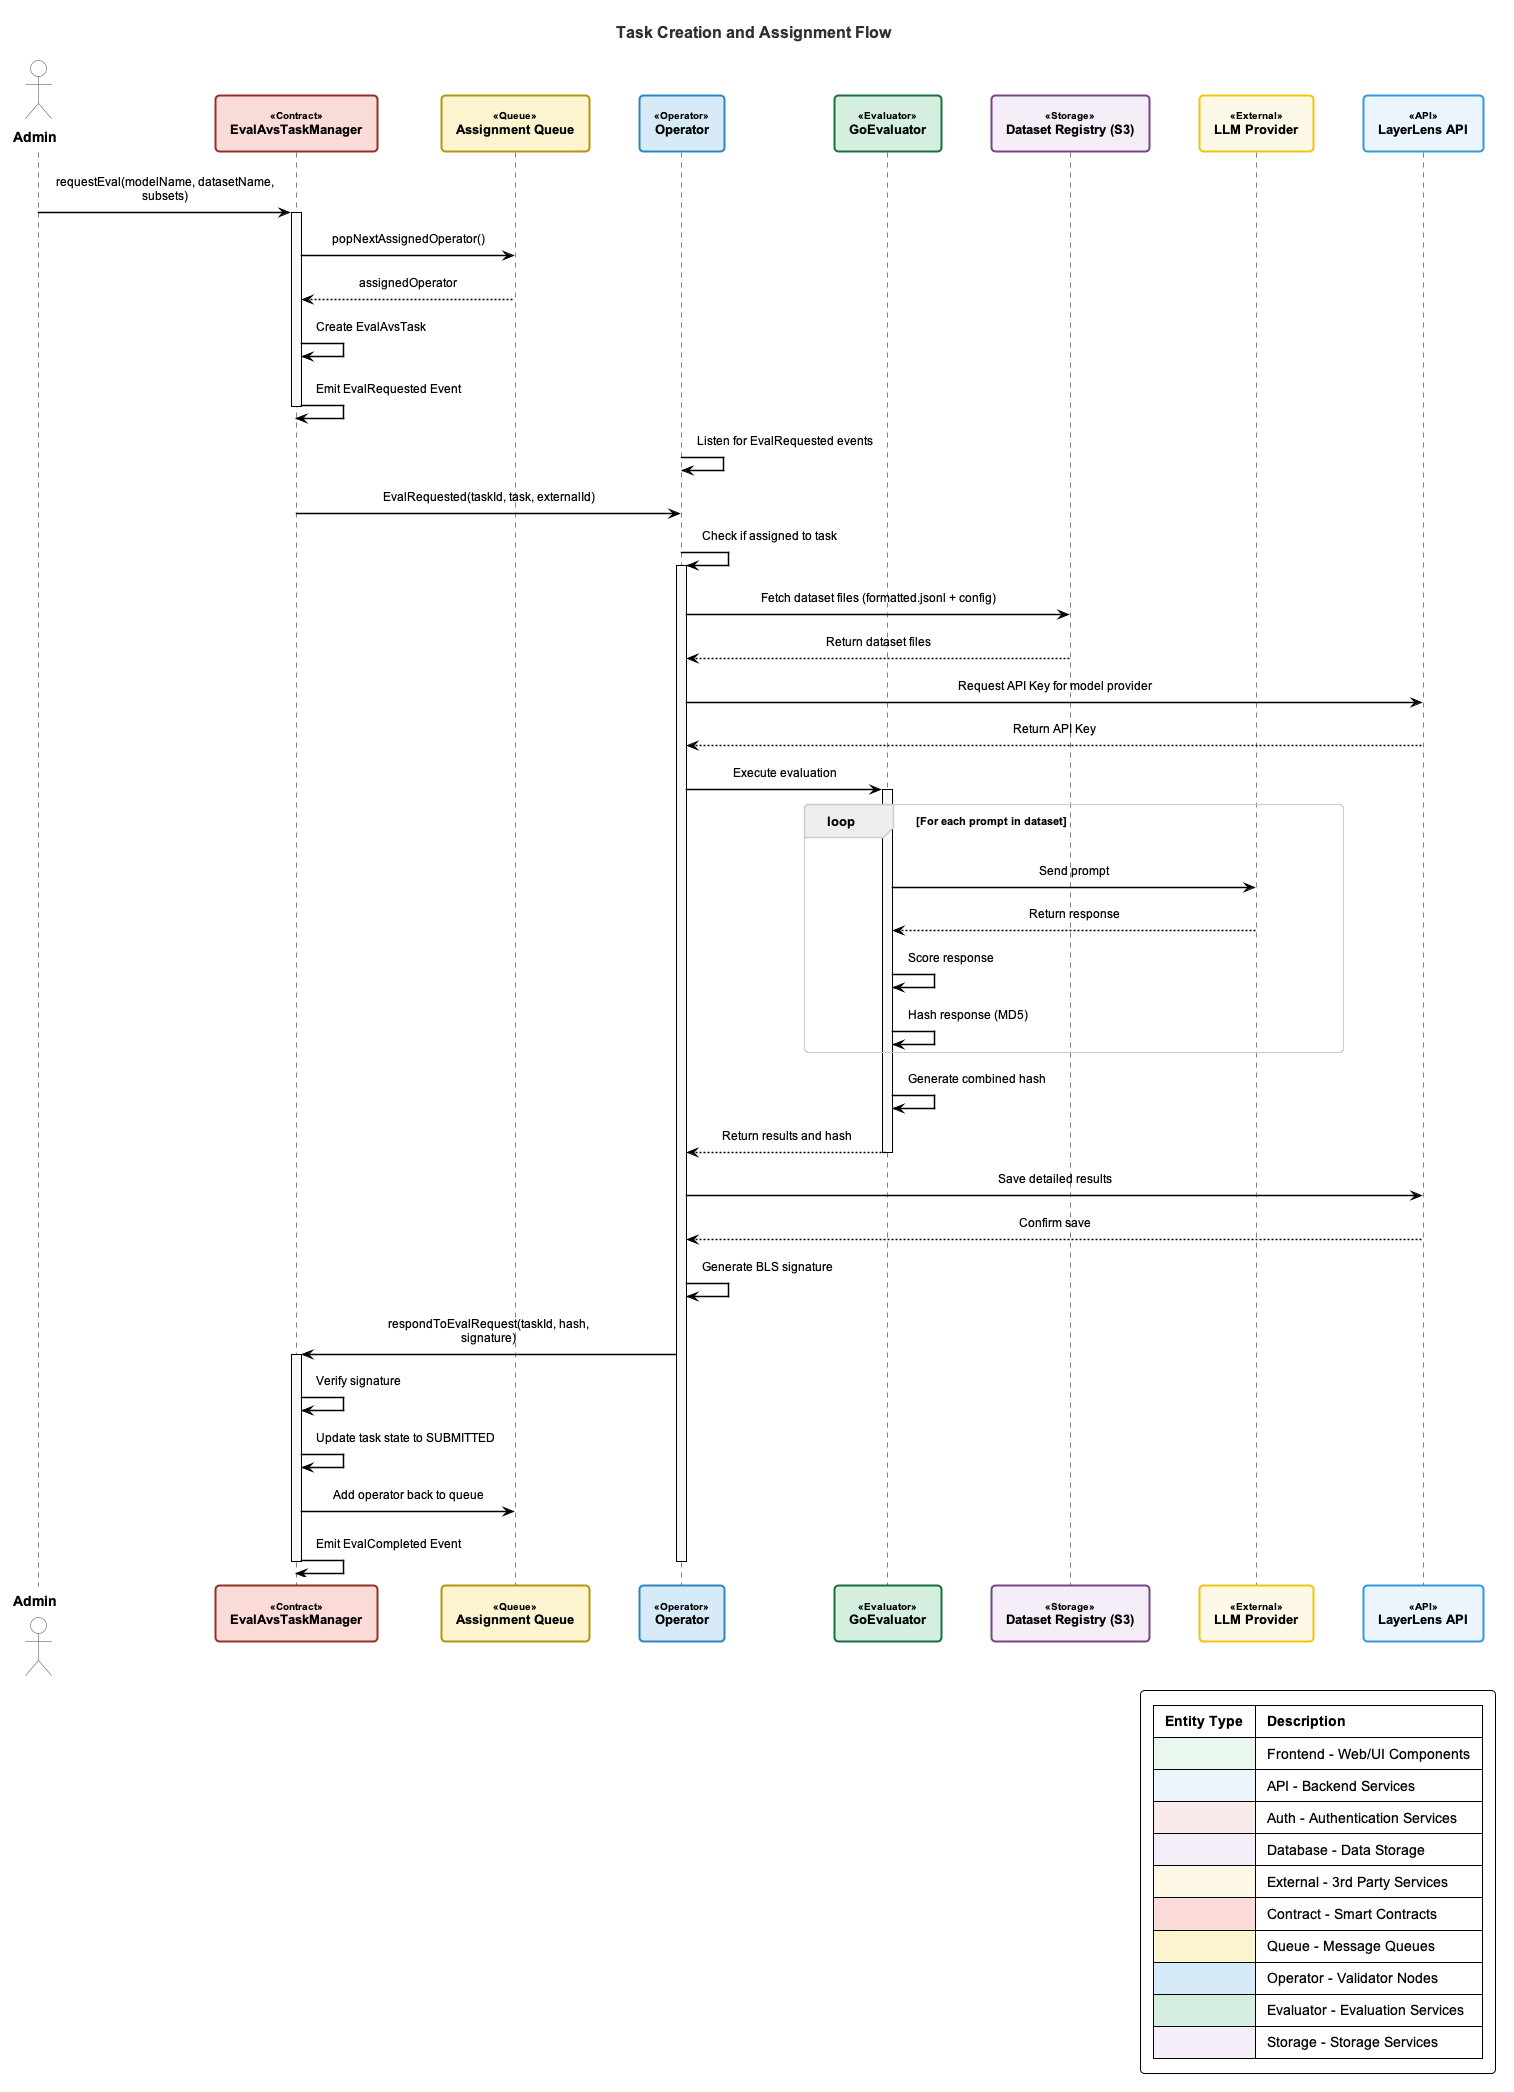 Task Creation and Assignment Flow
Admin
«Contract»
EvalAvsTaskManager
«Queue»
Assignment Queue
«Operator»
Operator
«Evaluator»
GoEvaluator
«Storage»
Dataset Registry (S3)
«External»
LLM Provider
«API»
LayerLens API
requestEval(modelName, datasetName,
subsets)
popNextAssignedOperator()
assignedOperator
Create EvalAvsTask
Emit EvalRequested Event
Listen for EvalRequested events
EvalRequested(taskId, task, externalId)
Check if assigned to task
Fetch dataset files (formatted.jsonl + config)
Return dataset files
Request API Key for model provider
Return API Key
Execute evaluation
loop
[For each prompt in dataset]
Send prompt
Return response
Score response
Hash response (MD5)
Generate combined hash
Return results and hash
Save detailed results
Confirm save
Generate BLS signature
respondToEvalRequest(taskId, hash,
signature)
Verify signature
Update task state to SUBMITTED
Add operator back to queue
Emit EvalCompleted Event
Admin
«Contract»
EvalAvsTaskManager
«Queue»
Assignment Queue
«Operator»
Operator
«Evaluator»
GoEvaluator
«Storage»
Dataset Registry (S3)
«External»
LLM Provider
«API»
LayerLens API
Entity Type Description
Frontend - Web/UI Components
API - Backend Services
Auth - Authentication Services
Database - Data Storage
External - 3rd Party Services
Contract - Smart Contracts
Queue - Message Queues
Operator - Validator Nodes
Evaluator - Evaluation Services
Storage - Storage Services